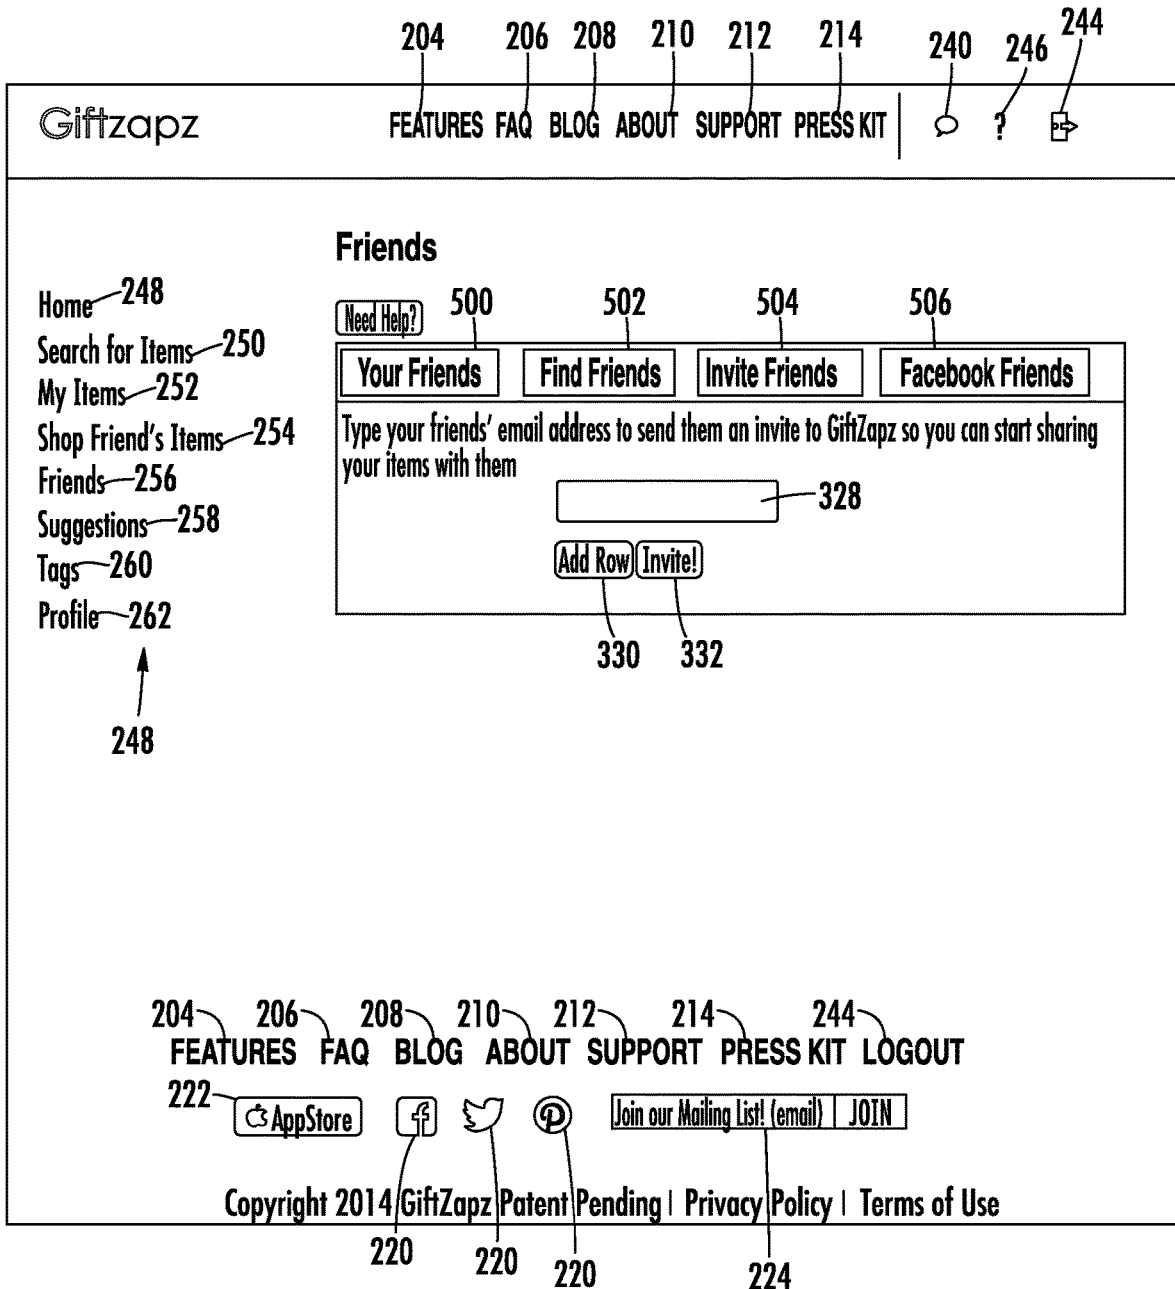 204 206 208 210 212 214 240 246 244
Giftzapz FEATURES FAQ BLOG ABOUT SUPPORT PRESS KIT ?
Friends
Home 248
Need Help? 500 502 504 506
Search for Items 250
Your Friends Find Friends Invite Friends Facebook Friends
My Items 252
Shop Friend's Items 254
Type your friends' email address to send them an invite to GiftZapz so you can start sharing
your items with them
Friends 256
328
Suggestions 258
Tags 260
Add Row Invite!
Profile 262
330 332
248
204 206 208 210 212 214 244
FEATURES FAQ BLOG ABOUT SUPPORT PRESS KIT LOGOUT
222 AppStore f P Join our Mailing List! (email) JOIN
Copyright 2014 GiftZapz Patent Pending | Privacy Policy | Terms of Use
220 220 220 224